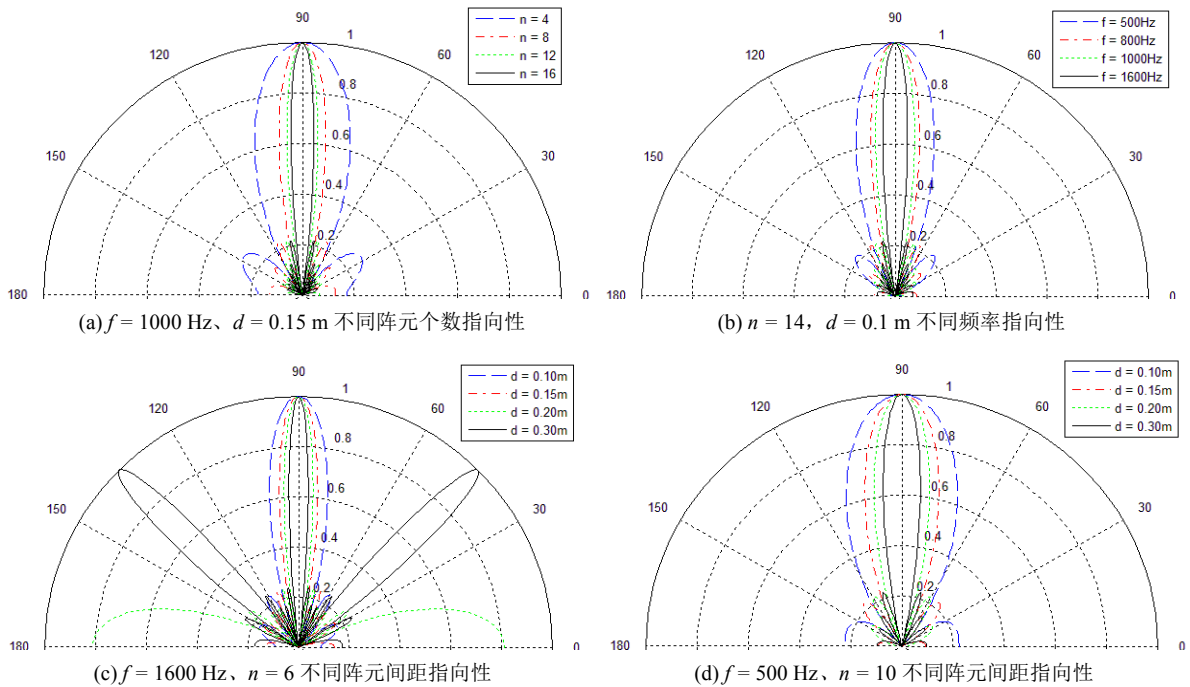 90
1
120
60
0.8
150
0.6
30
0.4
0.2
180
0
n = 4
n = 8
n = 12
n = 16
(a) f = 1000 Hz、d = 0.15 m 不同阵元个数指向性
90
1
120
60
0.8
150
0.6
30
0.4
0.2
180
0
f = 500Hz
f = 800Hz
f = 1000Hz
f = 1600Hz
(b) n = 14，d = 0.1 m 不同频率指向性
90
1
120
60
0.8
150
0.6
30
0.4
0.2
180
0
d = 0.10m
d = 0.15m
d = 0.20m
d = 0.30m
(c) f = 1600 Hz、n = 6 不同阵元间距指向性
90
1
120
60
0.8
150
0.6
30
0.4
0.2
180
0
d = 0.10m
d = 0.15m
d = 0.20m
d = 0.30m
(d) f = 500 Hz、n = 10 不同阵元间距指向性